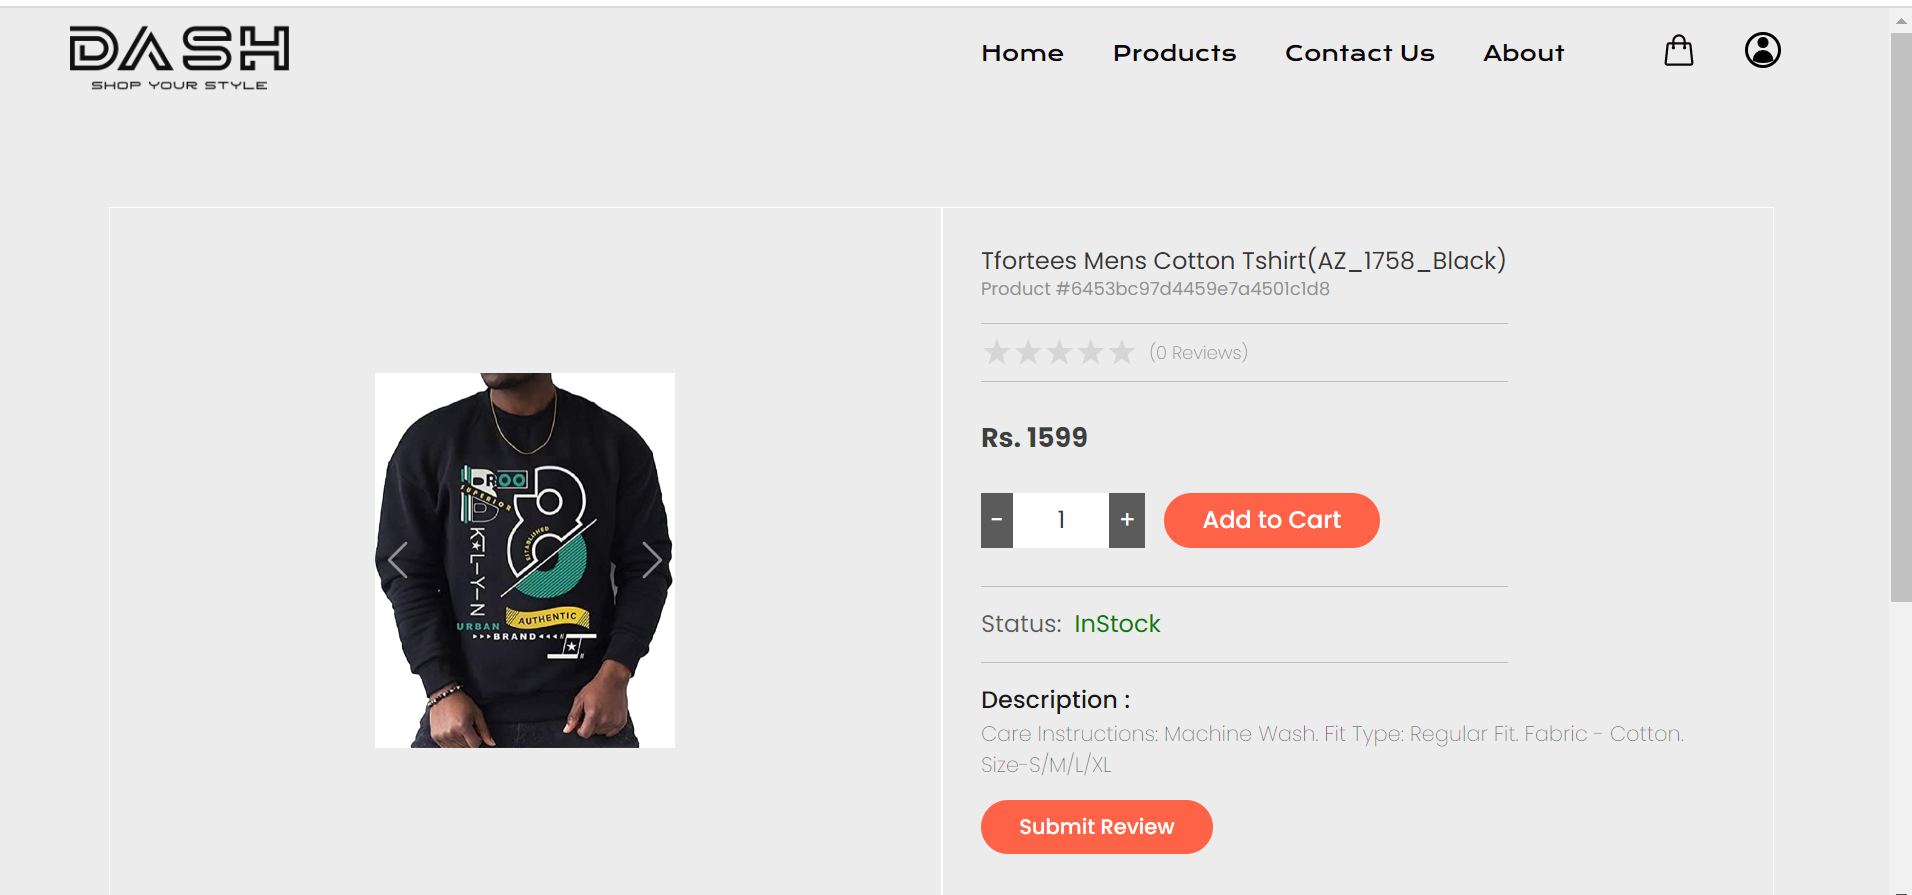 DASH
SHOP YOUR STYLE
Home Products Contact Us About
Tfortees Mens Cotton Tshirt(AZ_1758_Black)
Product #6453bc97d4459e7a4501c1d8
(0 Reviews)
Rs. 1599
- 1 + Add to Cart
Status: InStock
Description :
Care Instructions: Machine Wash. Fit Type: Regular Fit. Fabric - Cotton.
Size-S/M/L/XL
Submit Review
BROO
SUPERIOR
K★L-Y-N
ESTABLISHED
8
URBAN
AUTHENTIC
BRAND